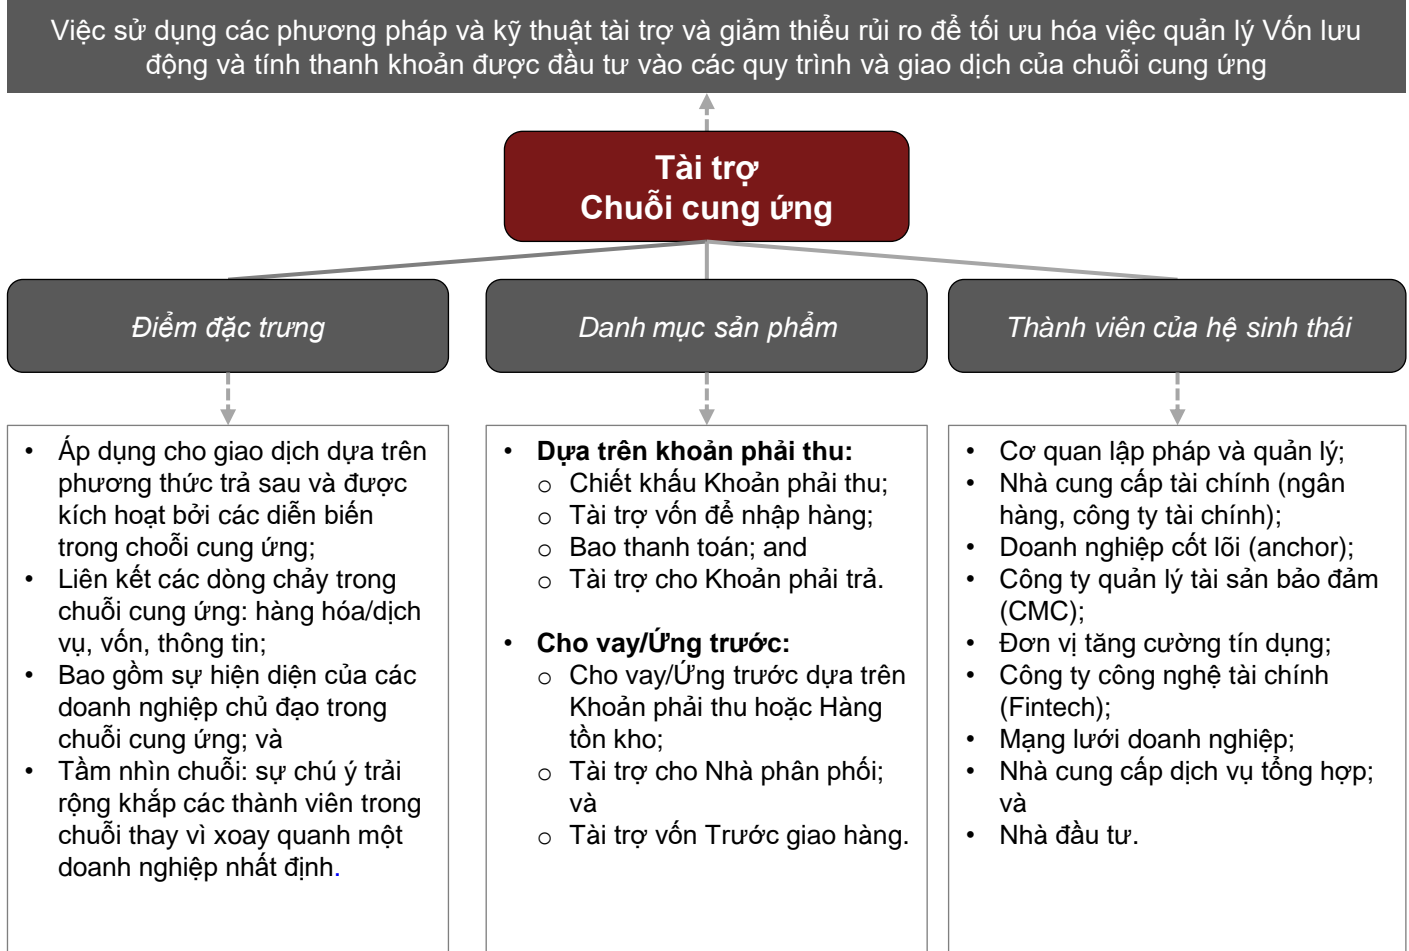 Việc sử dụng các phương pháp và kỹ thuật tài trợ và giảm thiểu rủi ro để tối ưu hóa việc quản lý Vốn lưu
động và tính thanh khoản được đầu tư vào các quy trình và giao dịch của chuỗi cung ứng
Tài trợ
Chuỗi cung ứng
Điểm đặc trưng
• Áp dụng cho giao dịch dựa trên
phương thức trả sau và được
kích hoạt bởi các diễn biến
trong choỗi cung ứng;
• Liên kết các dòng chảy trong
chuỗi cung ứng: hàng hóa/dịch
vụ, vốn, thông tin;
• Bao gồm sự hiện diện của các
doanh nghiệp chủ đạo trong
chuỗi cung ứng; và
• Tầm nhìn chuỗi: sự chú ý trải
rộng khắp các thành viên trong
chuỗi thay vì xoay quanh một
doanh nghiệp nhất định.
Danh mục sản phẩm
• Dựa trên khoản phải thu:
o Chiết khấu Khoản phải thu;
o Tài trợ vốn để nhập hàng;
o Bao thanh toán; and
o Tài trợ cho Khoản phải trả.
• Cho vay/Ứng trước:
o Cho vay/Ứng trước dựa trên
Khoản phải thu hoặc Hàng
tồn kho;
o Tài trợ cho Nhà phân phối;
và
o Tài trợ vốn Trước giao hàng.
Thành viên của hệ sinh thái
• Cơ quan lập pháp và quản lý;
• Nhà cung cấp tài chính (ngân
hàng, công ty tài chính);
• Doanh nghiệp cốt lõi (anchor);
• Công ty quản lý tài sản bảo đảm
(CMC);
• Đơn vị tăng cường tín dụng;
• Công ty công nghệ tài chính
(Fintech);
• Mạng lưới doanh nghiệp;
• Nhà cung cấp dịch vụ tổng hợp;
và
• Nhà đầu tư.